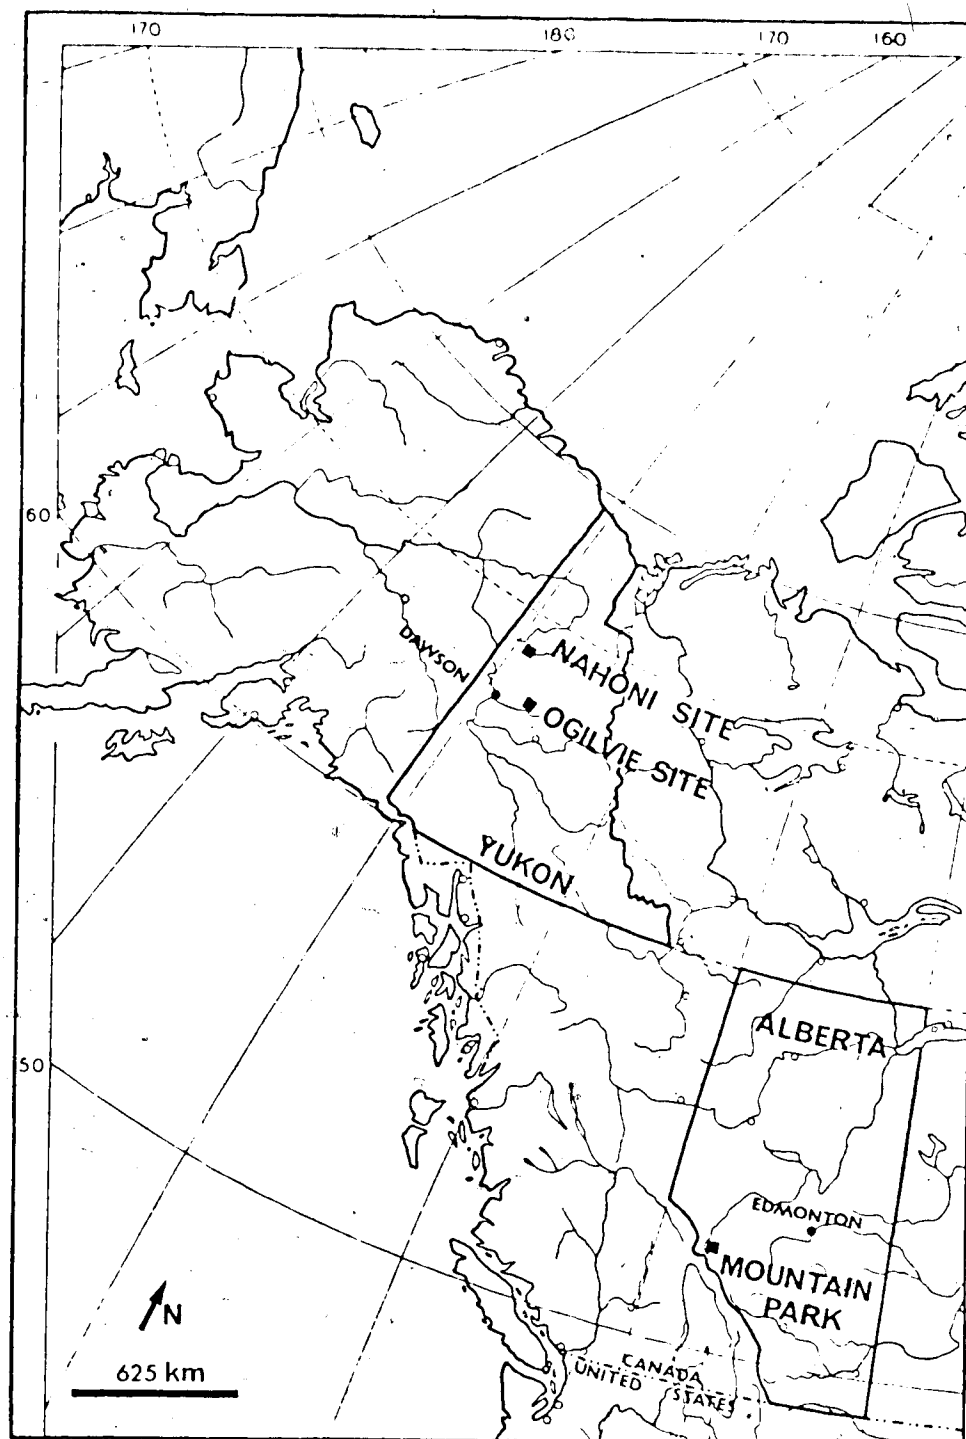 170
180
170
160
60
DAWSON
NAHONI SITE
OGILVIE SITE
YUKON
50
ALBERTA
EDMONTON
MOUNTAIN
PARK
N
625 km
CANADA
UNITED STATES